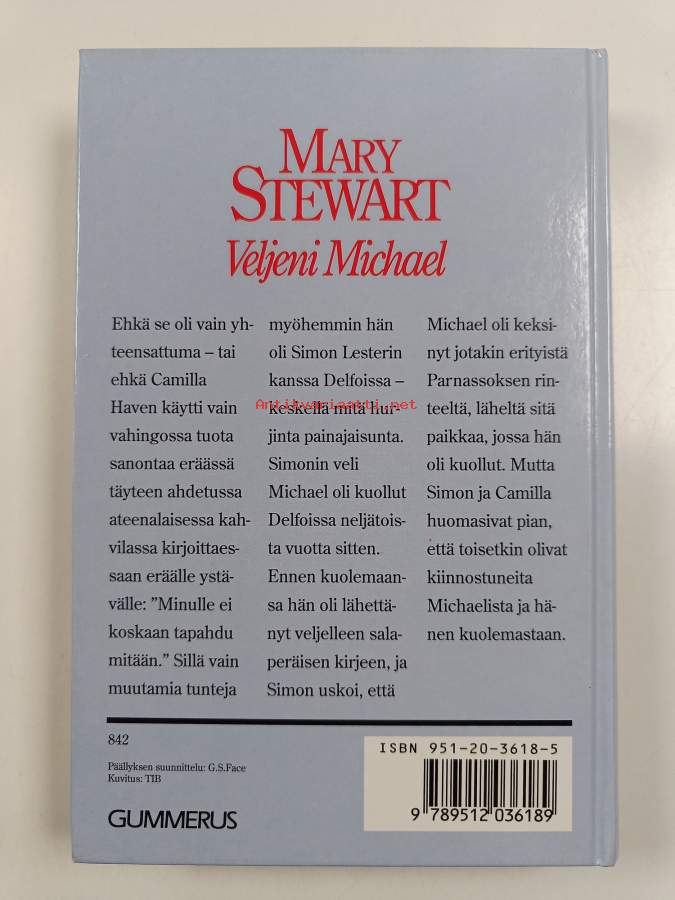 MARY
STEWART
Veljeni Michael
Ehkä se oli vain yh-
teensattuma – tai
ehkä Camilla
Haven käytti vain
vahingossa tuota
sanontaa eräässä
täyteen ahdetussa
ateenalaisessa kah-
vilassa kirjoittaes-
saan eräälle ystä-
välle: ”Minulle ei
koskaan tapahdu
mitään.” Sillä vain
muutamia tunteja
myöhemmin hän
oli Simon Lesterin
kanssa Delfoissa –
keskellä mitä hur-
jinta painajaisunta.
Simonin veli
Michael oli kuollut
Delfoissa neljätois-
ta vuotta sitten.
Ennen kuolemaan-
sa hän oli lähettä-
nyt veljelleen sala-
peräisen kirjeen, ja
Simon uskoi, että
Michael oli keksi-
nyt jotakin erityistä
Parnassoksen rin-
teeltä, läheltä sitä
paikkaa, jossa hän
oli kuollut. Mutta
Simon ja Camilla
huomasivat pian,
että toisetkin olivat
kiinnostuneita
Michaelista ja hä-
nen kuolemastaan.
Antikvariaatti.net
842
Päällyksen suunnittelu: G.S.Face
Kuvitus: TIB
GUMMERUS
ISBN 951-20-3618-5
9 789512 036189